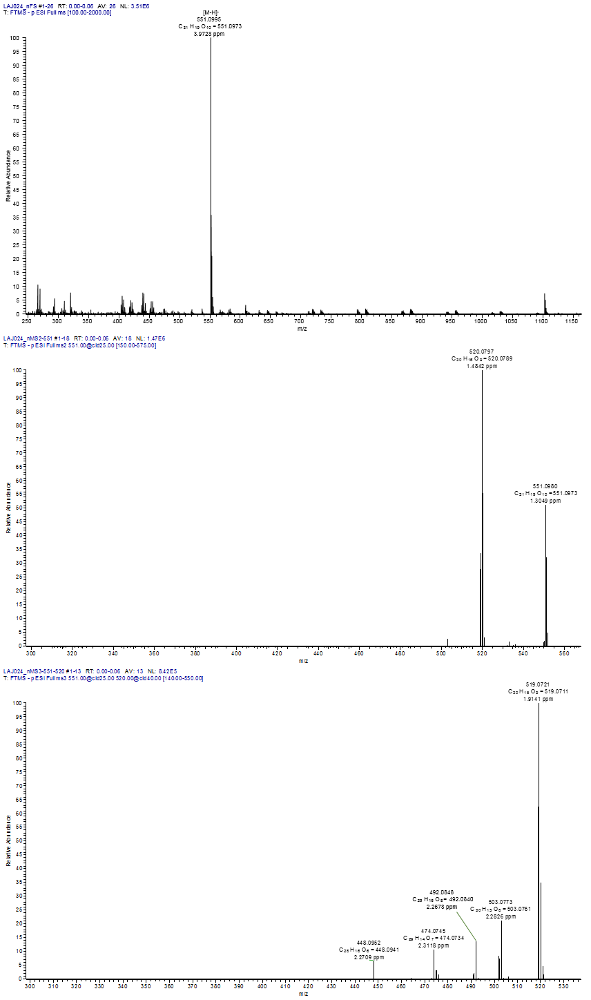 LAJ024_nFS #1-26 RT: 0.00-0.06 AV: 26 NL: 3.51E6
T: FTMS - p ESI Full ms [100.00-2000.00]
[M-H]-
551.0995
C31 H19 O10 = 551.0973
3.9728 ppm
100
95
90
85
80
75
70
65
60
55
50
45
40
35
30
25
20
15
10
5
0
Relative Abundance
250 300 350 400 450 500 550 600 650 700 750 800 850 900 950 1000 1050 1100 1150
m/z
LAJ024_nMS2-551 #1-18 RT: 0.00-0.06 AV: 18 NL: 1.47E6
T: FTMS - p ESI Full ms2 551.00@cid25.00 [150.00-575.00]
520.0797
C30 H16 O9 = 520.0789
1.4842 ppm
551.0980
C31 H19 O10 = 551.0973
1.3049 ppm
100
95
90
85
80
75
70
65
60
55
50
45
40
35
30
25
20
15
10
5
0
Relative Abundance
300 320 340 360 380 400 420 440 460 480 500 520 540 560
m/z
LAJ024_nMS3-551-520 #1-13 RT: 0.00-0.06 AV: 13 NL: 8.42E5
T: FTMS - p ESI Full ms3 551.00@cid25.00 520.00@cid40.00 [140.00-550.00]
519.0721
C30 H15 O9 = 519.0711
1.9141 ppm
492.0848
C29 H16 O8 = 492.0840
2.2678 ppm
503.0773
C30 H15 O8 = 503.0761
2.2826 ppm
474.0745
C29 H14 O7 = 474.0734
2.3118 ppm
448.0952
C28 H16 O6 = 448.0941
2.2709 ppm
100
95
90
85
80
75
70
65
60
55
50
45
40
35
30
25
20
15
10
5
0
Relative Abundance
300 310 320 330 340 350 360 370 380 390 400 410 420 430 440 450 460 470 480 490 500 510 520 530
m/z